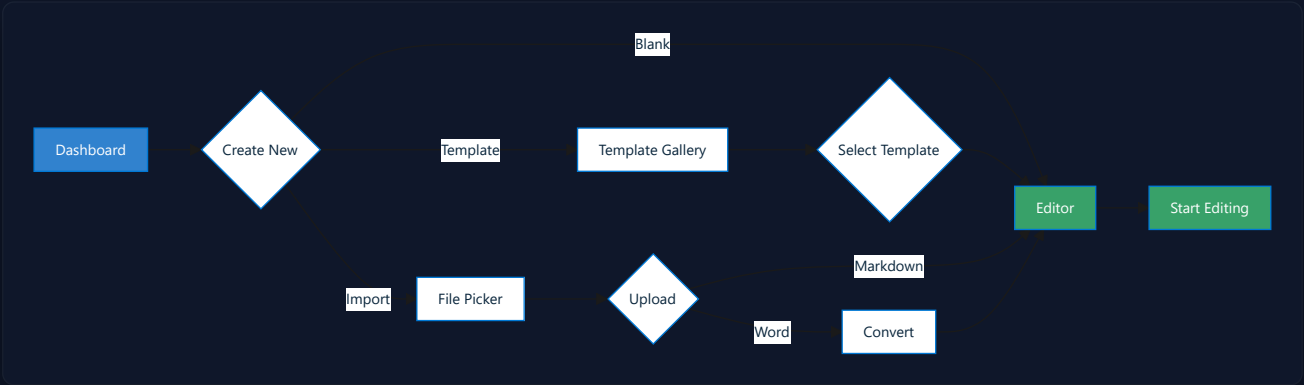 Blank
Dashboard
Create New
Template
Template Gallery
Select Template
Editor
Start Editing
Markdown
Import
File Picker
Upload
Word
Convert